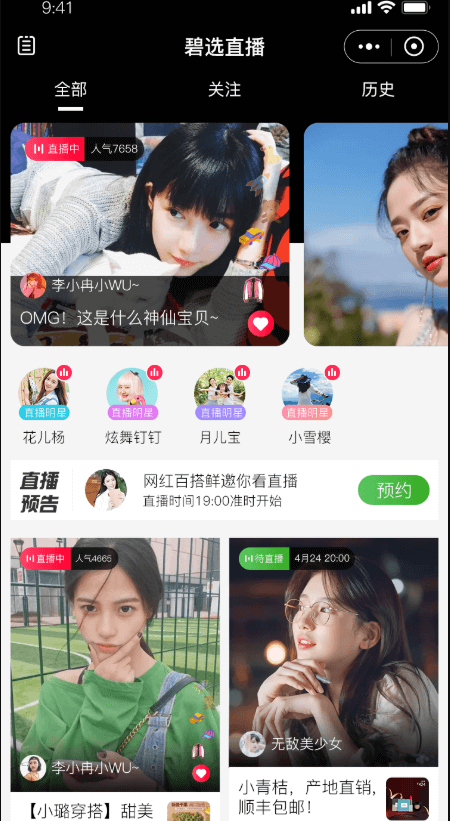 9:41
碧选直播
全部
关注
历史
直播中
人气7658
李小冉冉小WU~
OMG！这是什么神仙宝贝~
直播明星
直播明星
直播明星
直播明星
花儿杨
炫舞钉钉
月儿宝
小雪樱
直播
预告
网红百搭鲜邀你看直播
直播时间19:00准时开始
预约
直播中
人气4665
待直播
4月24 20:00
李小冉小WU~
无敌美少女
【小璐穿搭】甜美
小青桔，产地直销,
顺丰包邮！